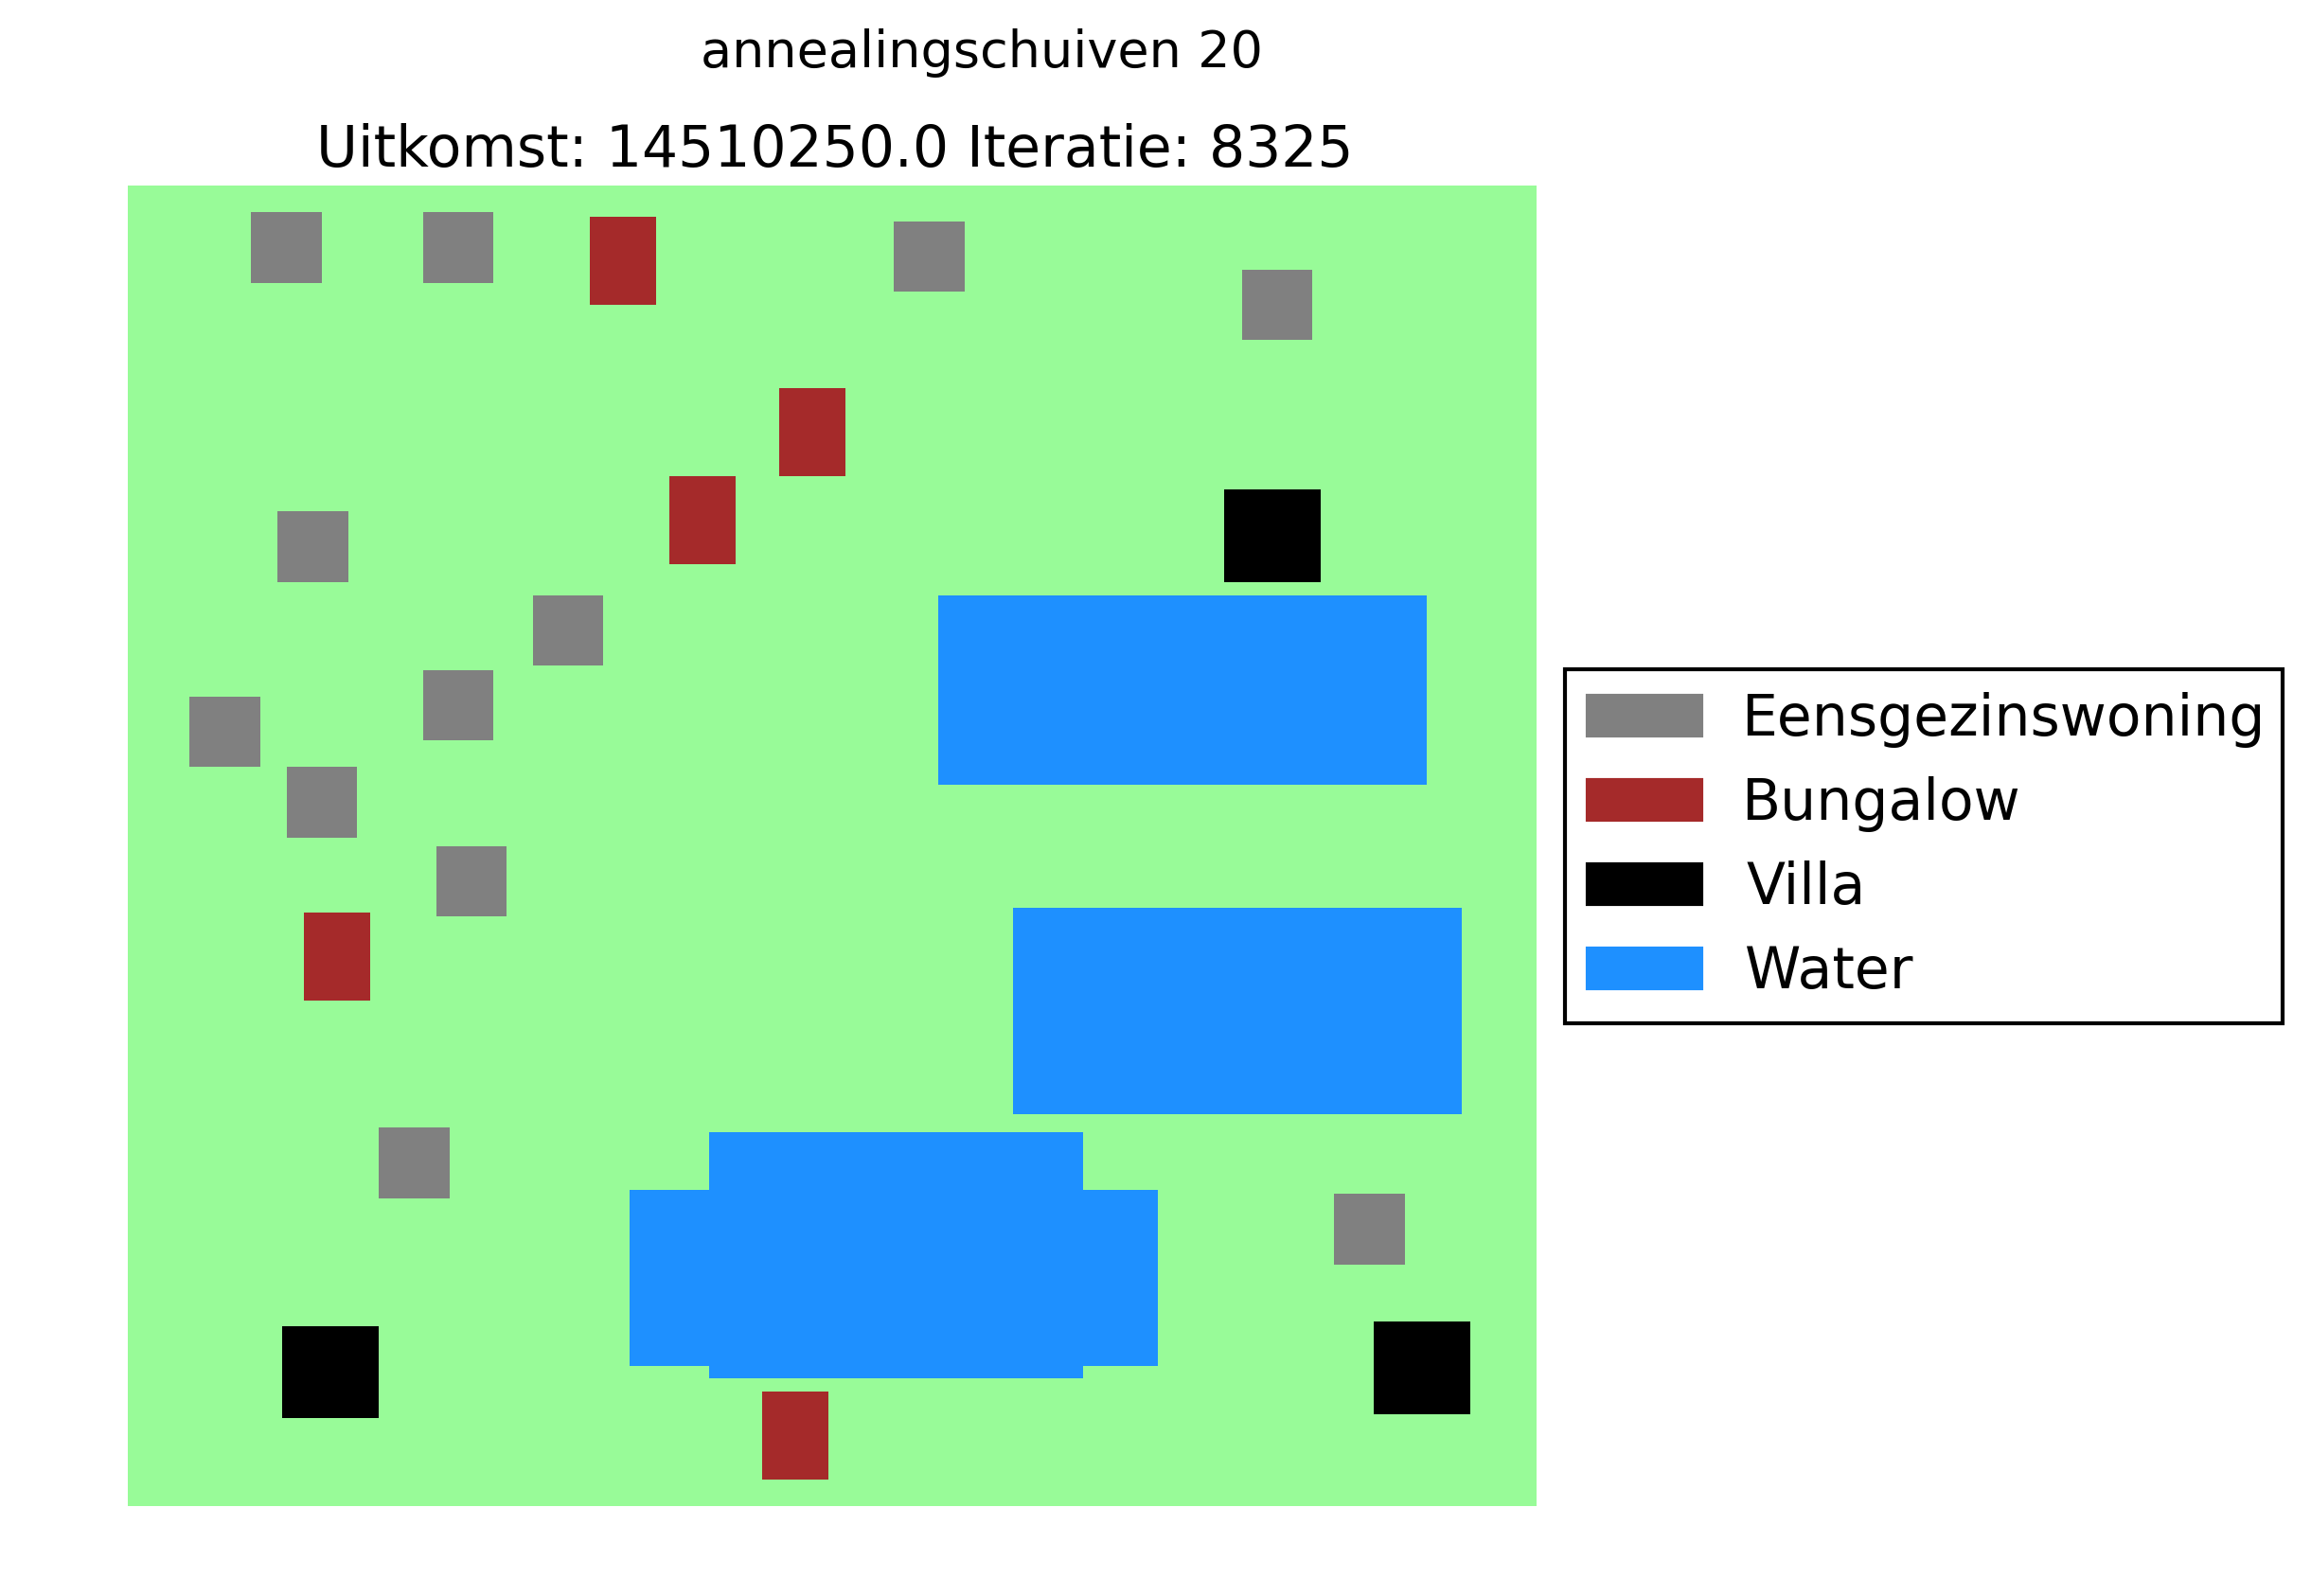 annealingschuiven 20
Uitkomst: 14510250.0 Iteratie: 8325
Eensgezinswoning
Bungalow
Villa
Water